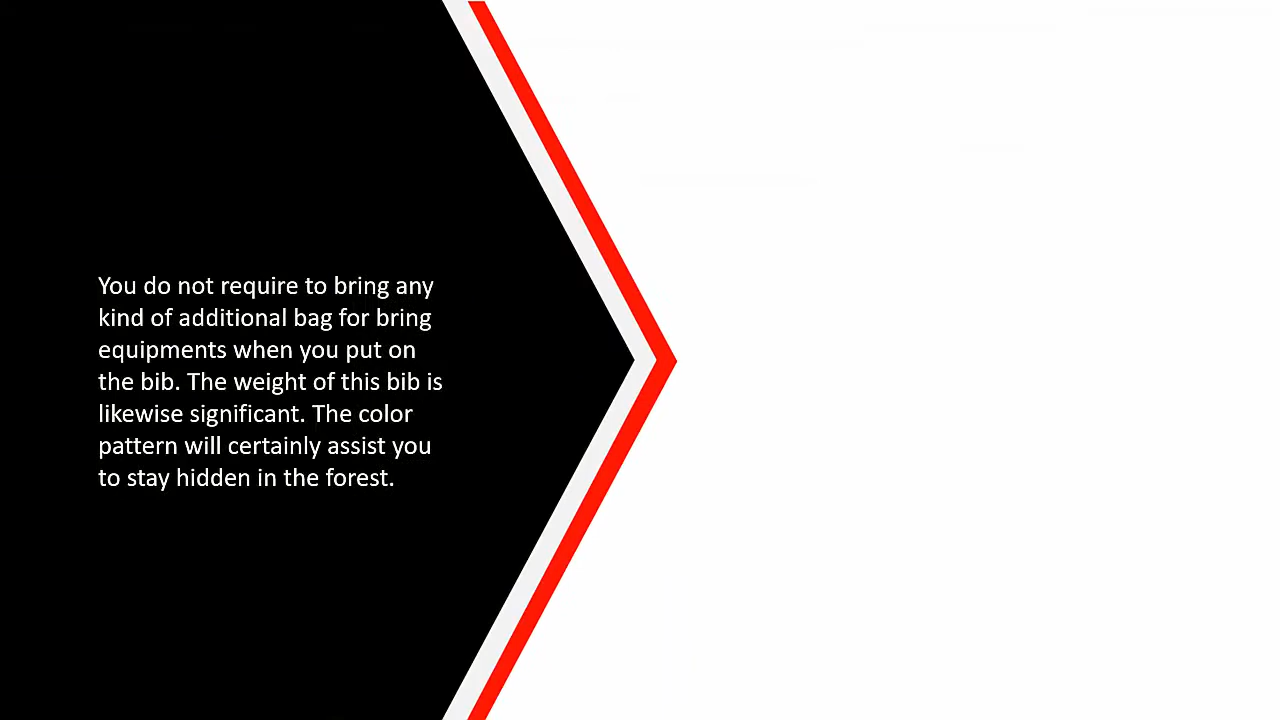 You do not require to bring any
kind of additional bag for bring
equipments when you put on
the bib. The weight of this bib is
likewise significant. The color
pattern will certainly assist you
to stay hidden in the forest.